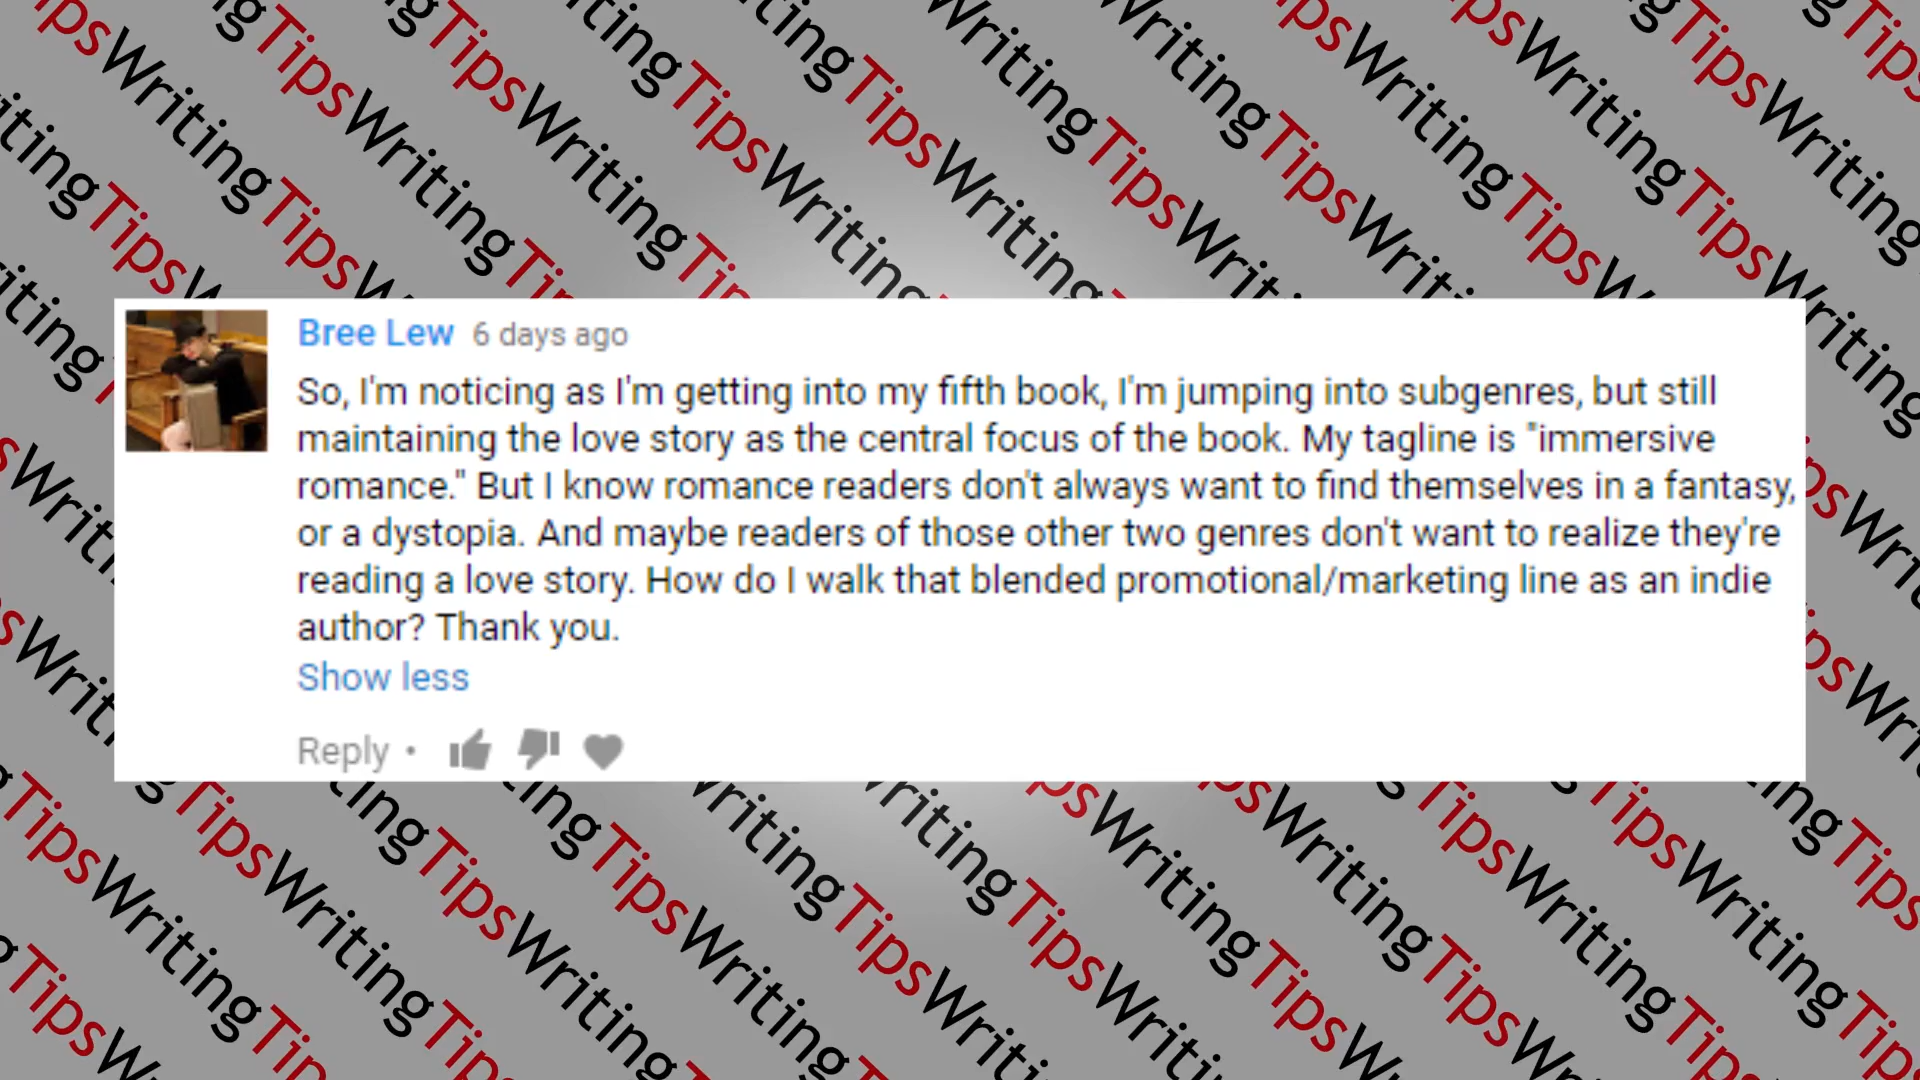 WritingTipsWritingTipsWritingTips
Bree Lew 6 days ago
So, I'm noticing as I'm getting into my fifth book, I'm jumping into subgenres, but still
maintaining the love story as the central focus of the book. My tagline is "immersive
romance." But I know romance readers don't always want to find themselves in a fantasy,
or a dystopia. And maybe readers of those other two genres don't want to realize they're
reading a love story. How do I walk that blended promotional/marketing line as an indie
author? Thank you.
Show less
Reply •